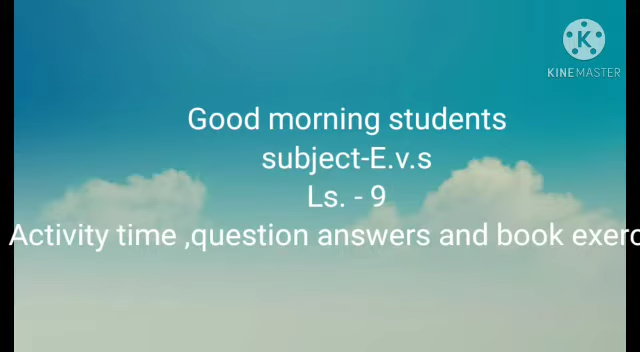 KINEMASTER
Good morning students
subject-E.v.s
Ls. - 9
Activity time ,question answers and book exerc